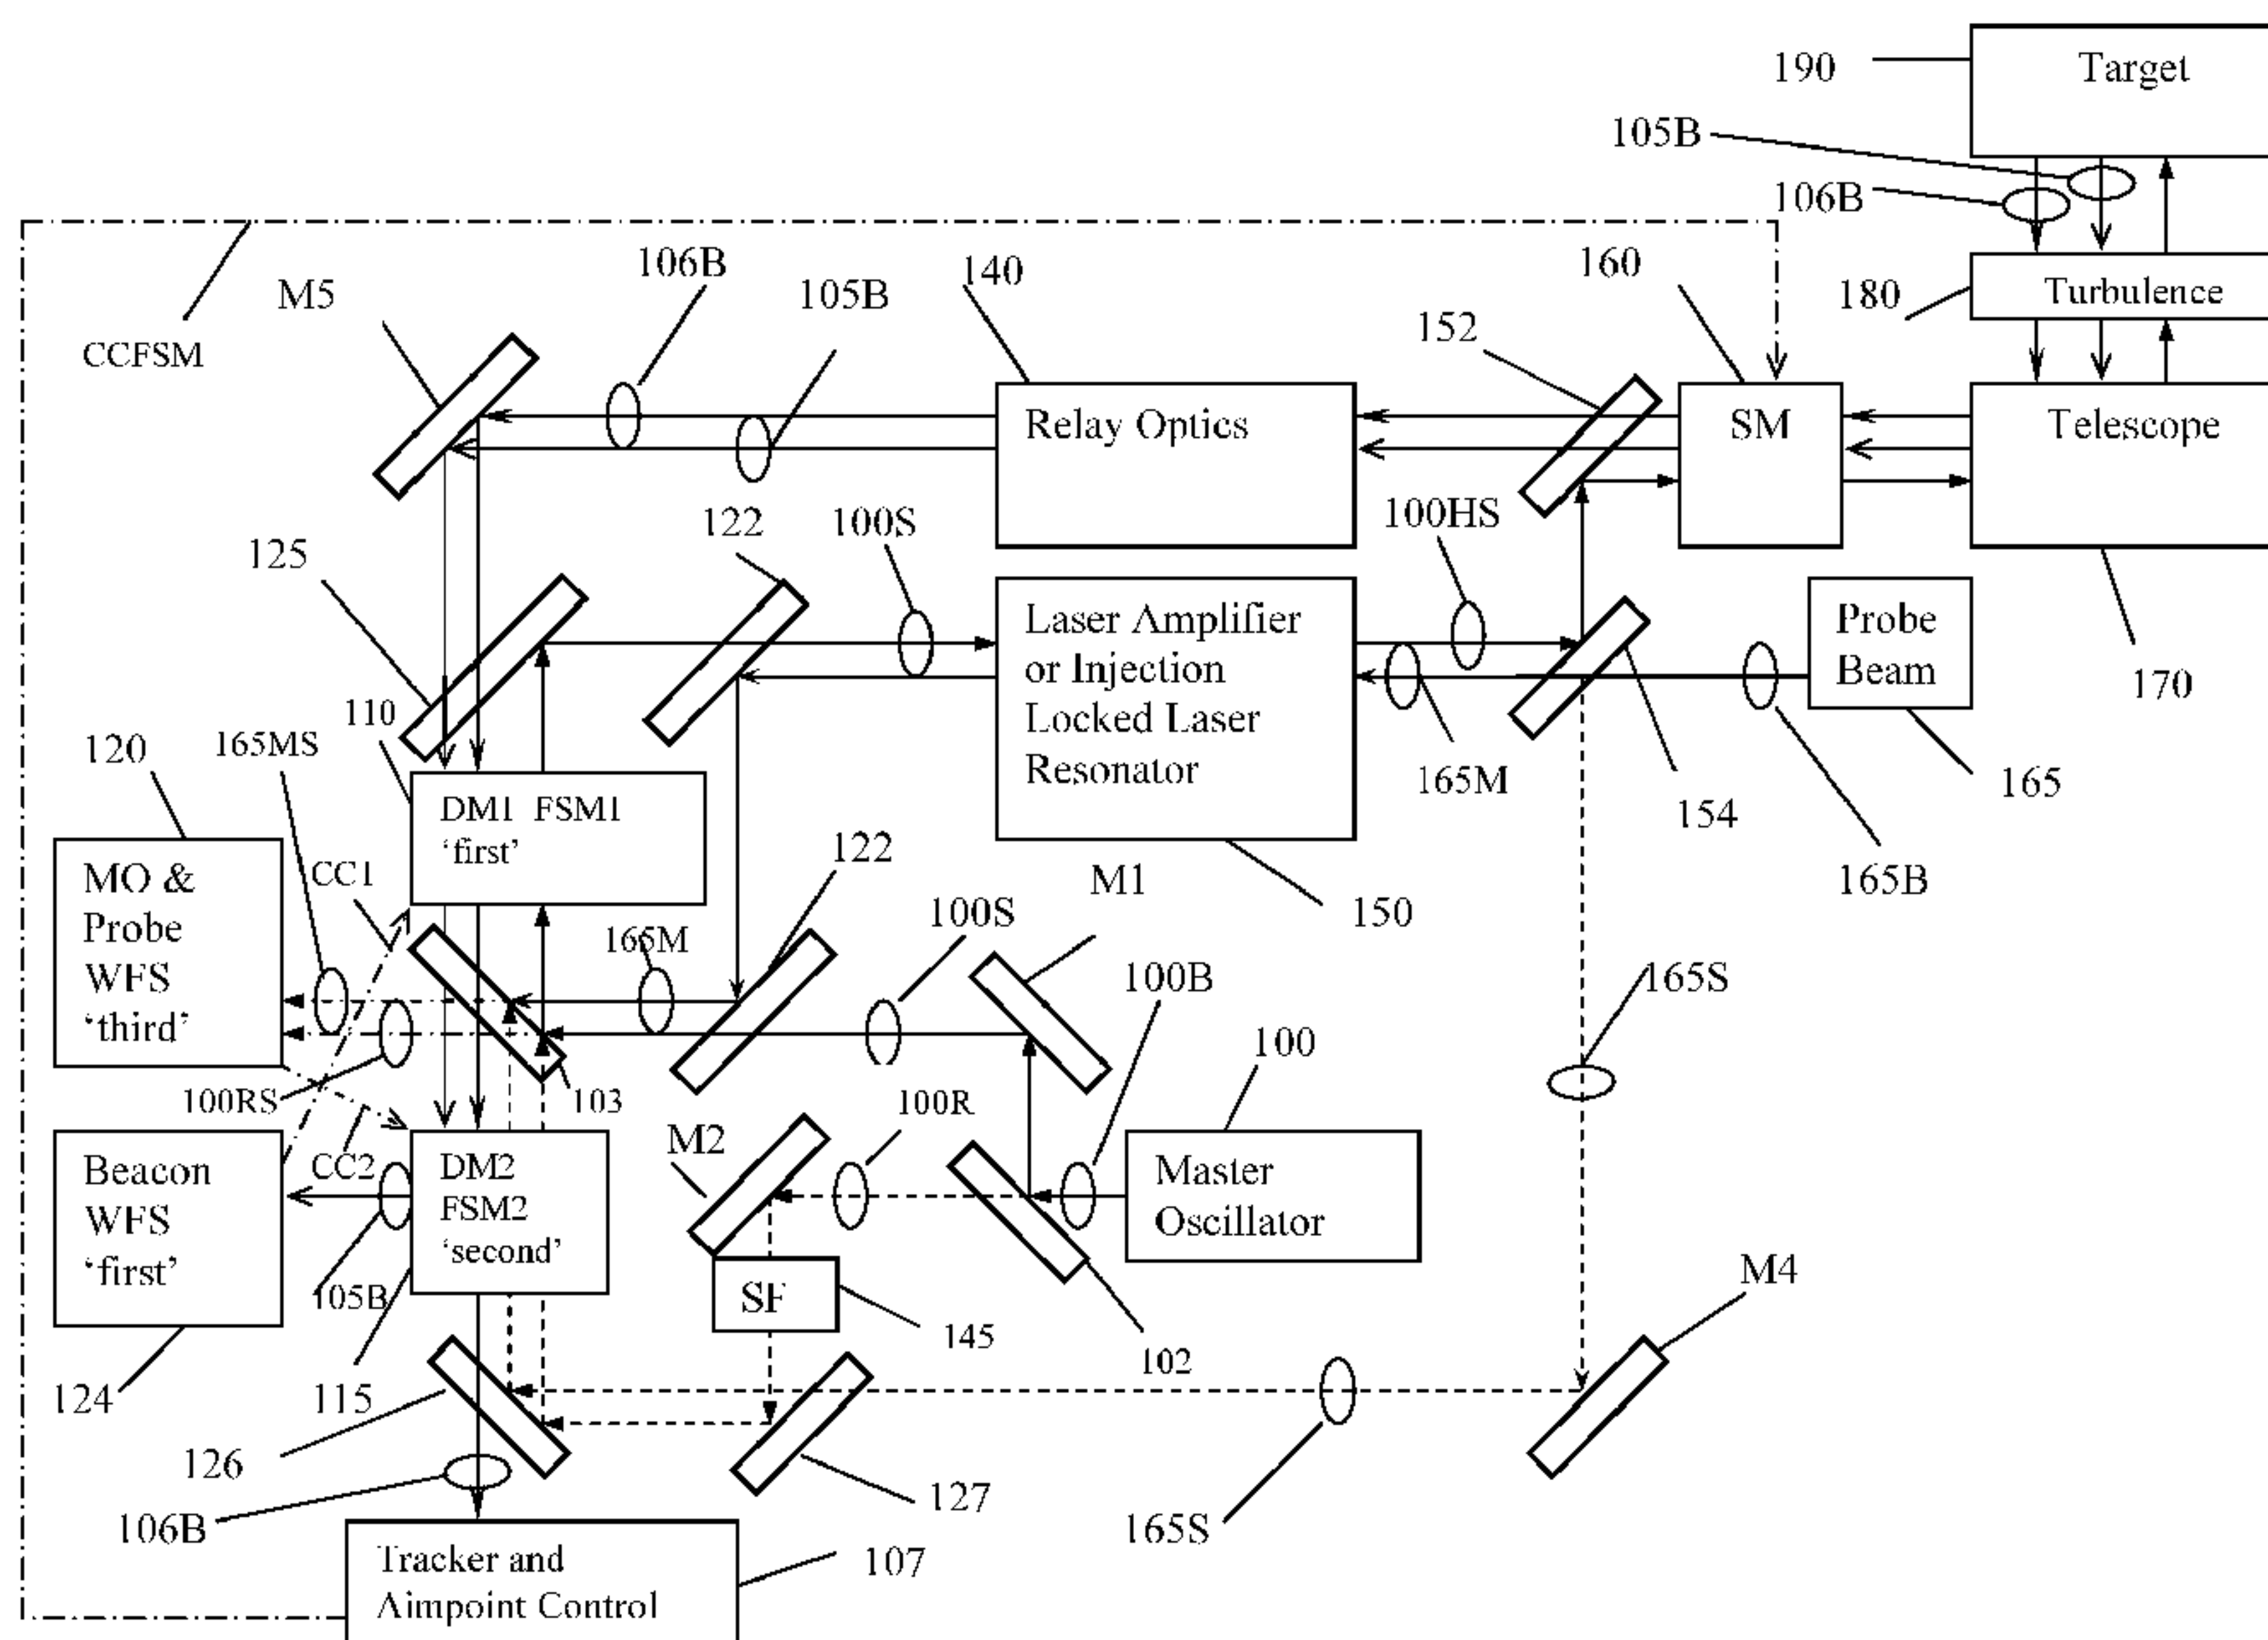 190
Target
105B
106B
106B
140
160
M5
105B
180
Turbulence
152
CCFSM
Relay Optics
SM
Telescope
122
100S
100HS
125
Laser Amplifier
or Injection
Locked Laser
Resonator
Probe
Beam
110
170
120
165MS
165M
165
154
DM1 FSM1
‘first’
122
MO &
Probe
WFS
‘third’
CC1
M1
165B
150
100S
165M
100B
165S
100
100RS
103
100R
M2
Beacon
WFS
‘first’
CC2
DM2
FSM2
‘second’
Master
Oscillator
M4
SF
105B
145
102
124
115
126
127
106B
165S
Tracker and
Aimpoint Control
107